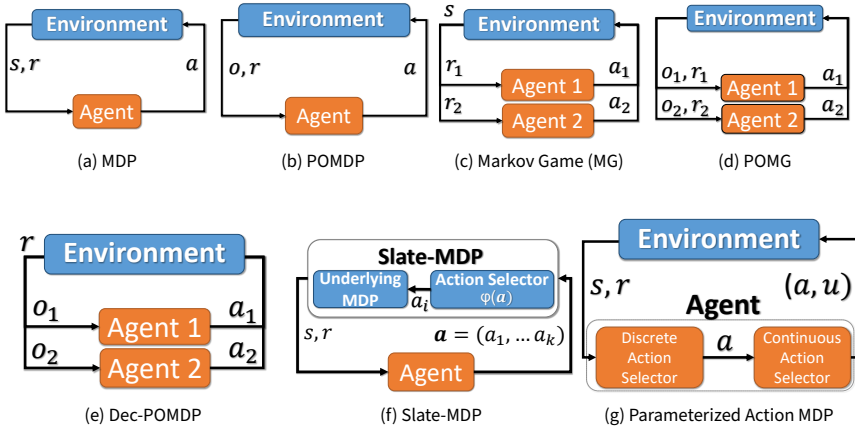 Environment
s, r
a
Agent
(a) MDP
Environment
o, r
a
Agent
(b) POMDP
s
Environment
r₁
Agent 1
a₁
r₂
Agent 2
a₂
(c) Markov Game (MG)
Environment
o₁, r₁
Agent 1
a₁
o₂, r₂
Agent 2
a₂
(d) POMG
r
Environment
o₁
Agent 1
a₁
o₂
Agent 2
a₂
(e) Dec-POMDP
Slate-MDP
Underlying
MDP
aᵢ
Action Selector
φ(a)
s, r
a = (a₁, … aₖ)
Agent
(f) Slate-MDP
Environment
s, r
(a, u)
Agent
Discrete
Action
Selector
a
Continuous
Action
Selector
(g) Parameterized Action MDP